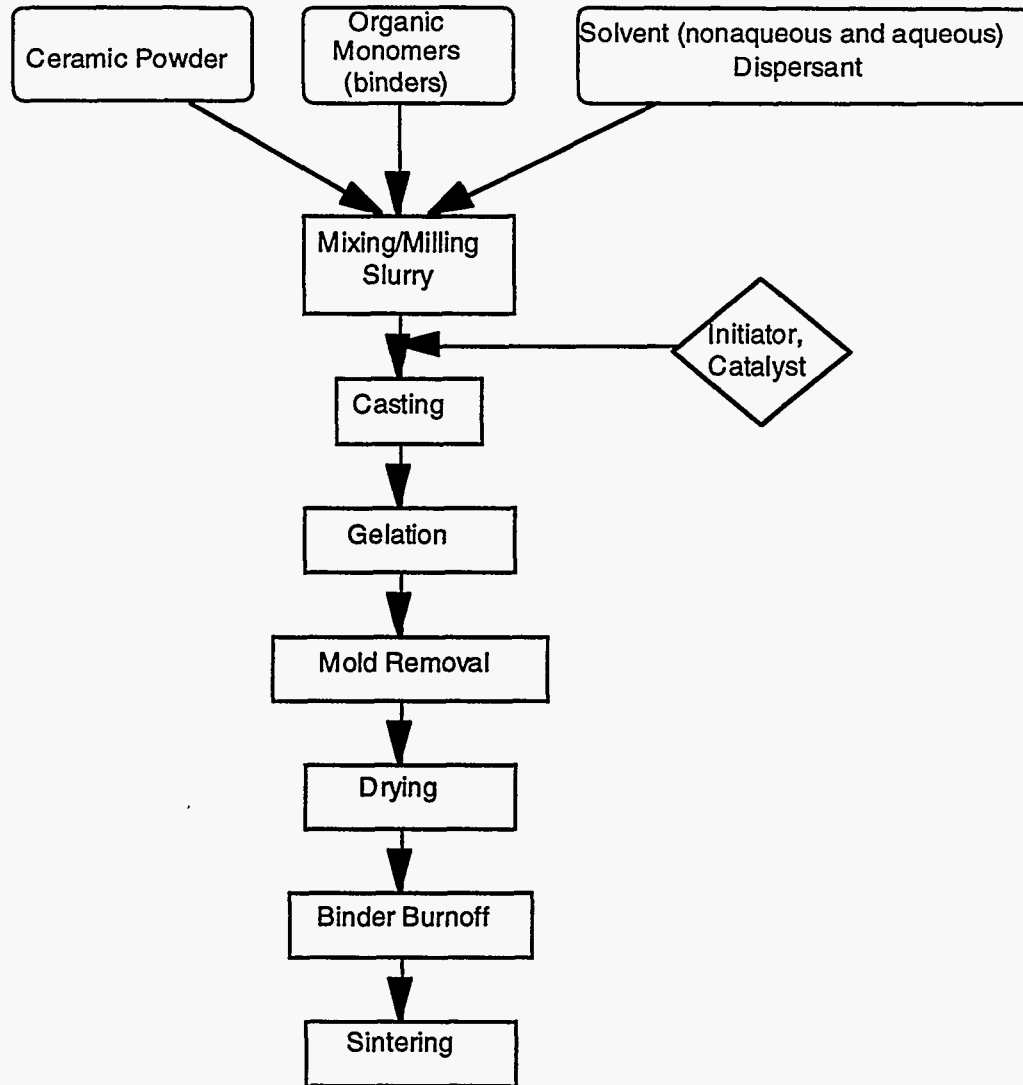 Ceramic Powder
Organic
Monomers
(binders)
Solvent (nonaqueous and aqueous)
Dispersant
Mixing/Milling
Slurry
Initiator,
Catalyst
Casting
Gelation
Mold Removal
Drying
Binder Burnoff
Sintering